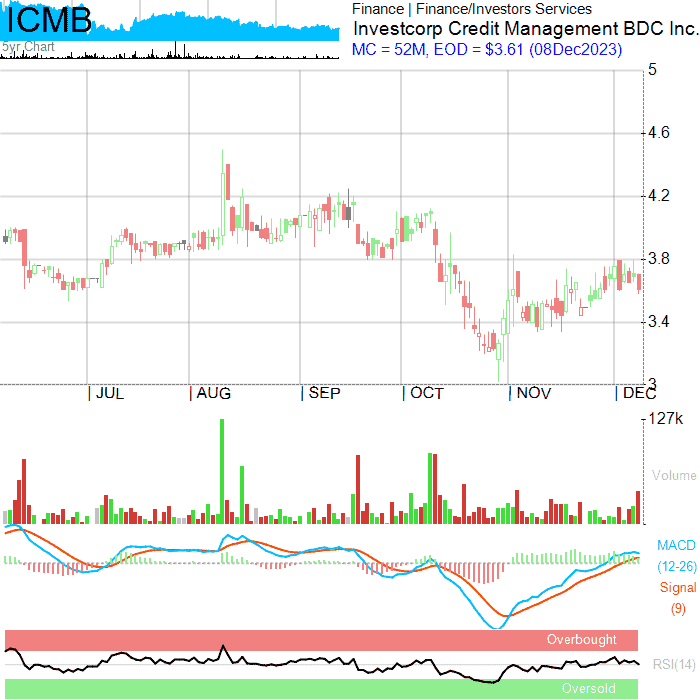 ICMB
5yr Chart
Finance | Finance/Investors Services
Investcorp Credit Management BDC Inc.
MC = 52M, EOD = $3.61 (08Dec2023)
5
4.6
4.2
3.8
3.4
3
JUL AUG SEP OCT NOV DEC
127k
Volume
MACD
(12-26)
Signal
(9)
Overbought
RSI(14)
Oversold